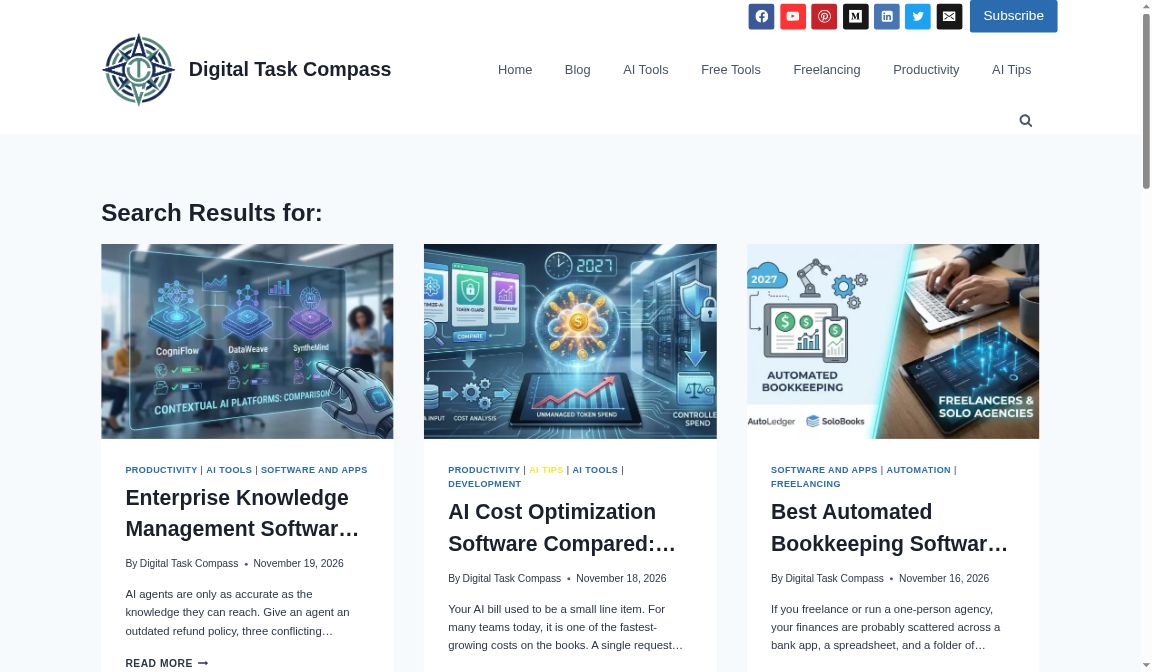 Subscribe
Digital Task Compass
Home Blog AI Tools Free Tools Freelancing Productivity AI Tips
Search Results for:
CogniFlow DataWeave SyntheMind
CONTEXTUAL AI PLATFORMS: COMPARISON
2027
TOKEN GUARD
COMPARE
A INPUT COST ANALYSIS
UNMANAGED TOKEN SPEND
CONTROLLE
SPEND
2027
AUTOMATED
BOOKKEEPING
AutoLedger SoloBooks
FREELANCERS &
SOLO AGENCIES
PRODUCTIVITY | AI TOOLS | SOFTWARE AND APPS
Enterprise Knowledge
Management Softwar…
By Digital Task Compass • November 19, 2026
AI agents are only as accurate as the
knowledge they can reach. Give an agent an
outdated refund policy, three conflicting…
READ MORE →
PRODUCTIVITY | AI TIPS | AI TOOLS |
DEVELOPMENT
AI Cost Optimization
Software Compared:…
By Digital Task Compass • November 18, 2026
Your AI bill used to be a small line item. For
many teams today, it is one of the fastest-
growing costs on the books. A single request…
SOFTWARE AND APPS | AUTOMATION |
FREELANCING
Best Automated
Bookkeeping Softwar…
By Digital Task Compass • November 16, 2026
If you freelance or run a one-person agency,
your finances are probably scattered across a
bank app, a spreadsheet, and a folder of…